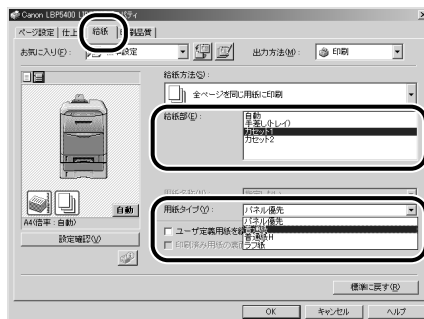 Canon LBP5400
ページ設定 仕上 給紙 品質
お気に入り(F): 設定 出力方法(M): 印刷
給紙方法(S):
全ページを同じ用紙に印刷
給紙部(E): 自動
手差し(トレイ)
カセット1
カセット2
用紙タイプ(Y): パネル優先
パネル優先
普通紙
普通紙H
ラフ紙
ユーザ定義用紙を
印刷済み用紙の裏
自動
A4(倍率:自動)
設定確認(V)
標準に戻す(R)
OK キャンセル ヘルプ